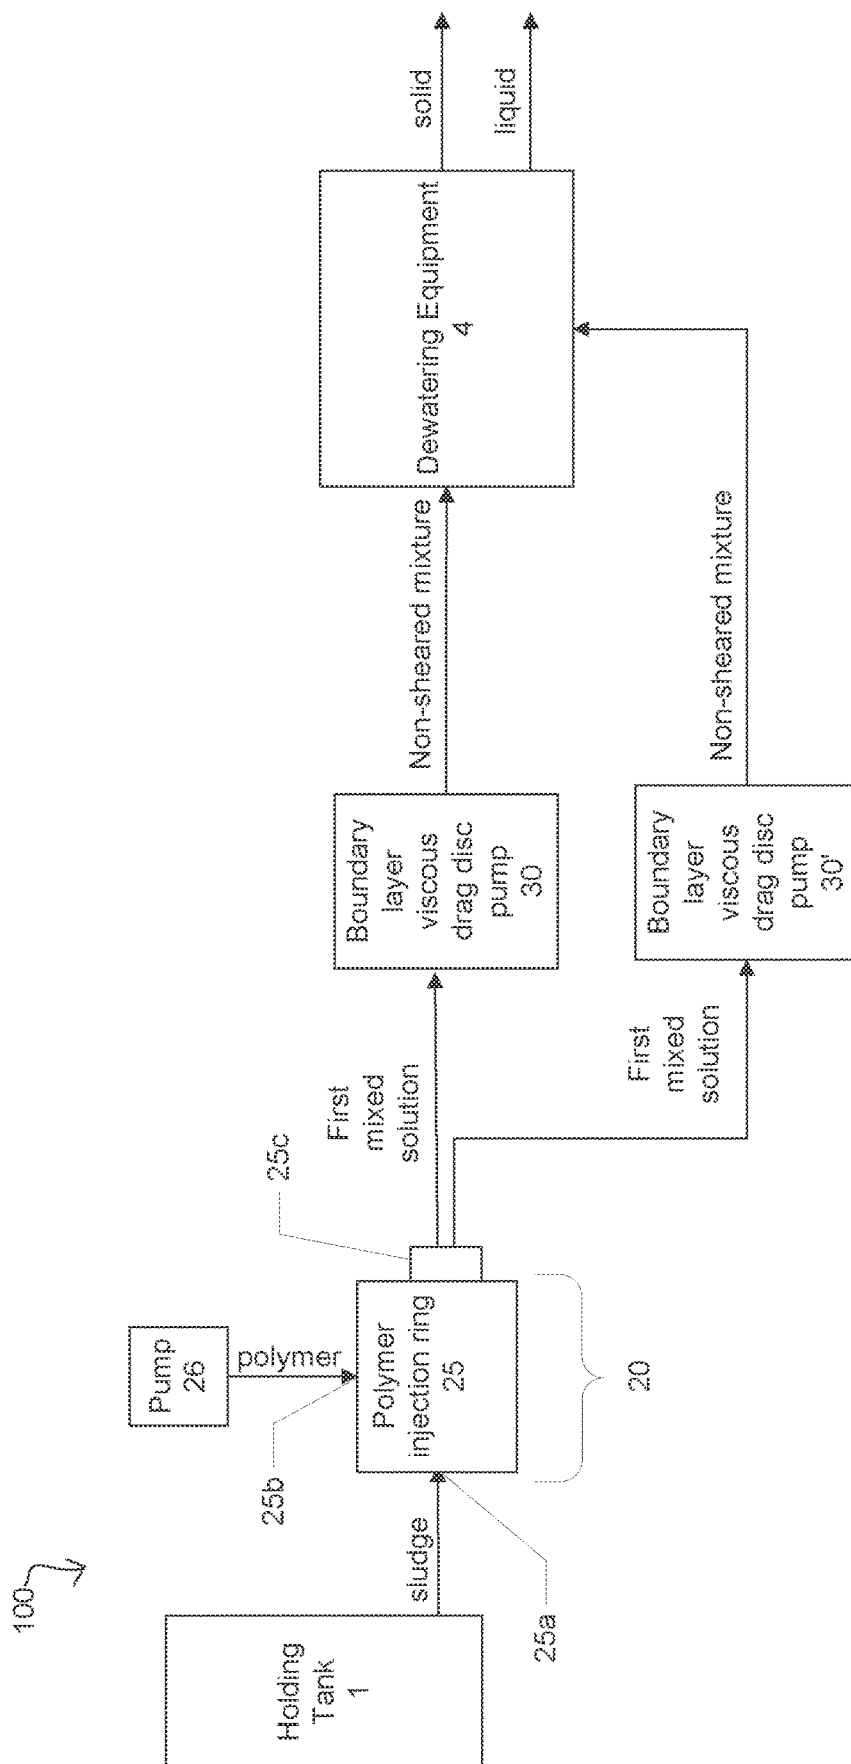 100
Holding
Tank
1
sludge
25a
Pump
26
polymer
25b
Polymer
injection ring
25
20
25c
First
mixed
solution
First
mixed
solution
Boundary
layer
viscous
drag disc
pump
30
Boundary
layer
viscous
drag disc
pump
30'
Non-sheared mixture
Non-sheared mixture
Dewatering Equipment
4
solid
liquid